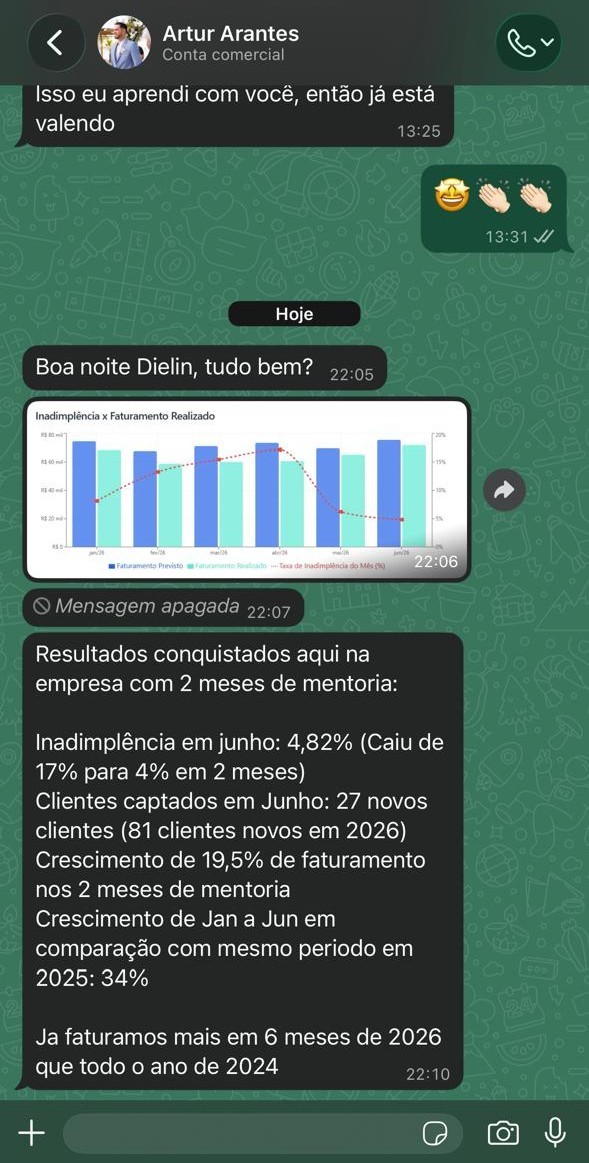 Artur Arantes
Conta comercial
Isso eu aprendi com você, então já está
valendo
13:25
🤩 👏🏻 👏🏻
13:31
Hoje
Boa noite Dielin, tudo bem? 22:05
Inadimplência x Faturamento Realizado
R$ 80 mil 20%
R$ 60 mil 15%
R$ 40 mil 10%
R$ 20 mil 5%
R$ 0 0%
jan/26 fev/26 mar/26 abr/26 mai/26 jun/26
Faturamento Previsto Faturamento Realizado Taxa de Inadimplência do Mês (%)
22:06
Mensagem apagada 22:07
Resultados conquistados aqui na
empresa com 2 meses de mentoria:
Inadimplência em junho: 4,82% (Caiu de
17% para 4% em 2 meses)
Clientes captados em Junho: 27 novos
clientes (81 clientes novos em 2026)
Crescimento de 19,5% de faturamento
nos 2 meses de mentoria
Crescimento de Jan a Jun em
comparação com mesmo periodo em
2025: 34%
Ja faturamos mais em 6 meses de 2026
que todo o ano de 2024
22:10